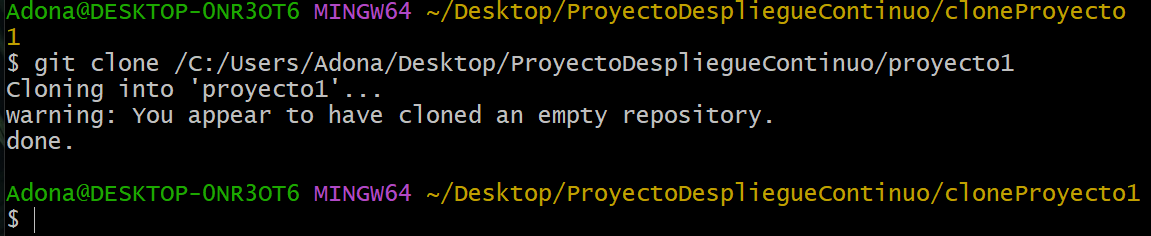 Adona@DESKTOP-0NR3OT6 MINGW64 ~/Desktop/ProyectoDespliegueContinuo/cloneProyecto
1
$ git clone /C:/Users/Adona/Desktop/ProyectoDespliegueContinuo/proyecto1
Cloning into 'proyecto1'...
warning: You appear to have cloned an empty repository.
done.

Adona@DESKTOP-0NR3OT6 MINGW64 ~/Desktop/ProyectoDespliegueContinuo/cloneProyecto1
$